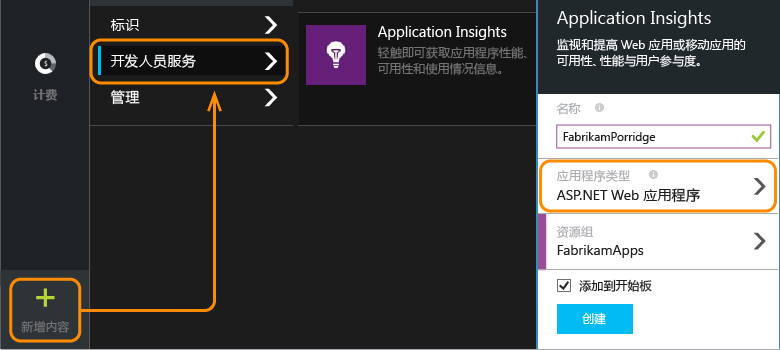 计费
新增内容
标识
开发人员服务
管理
Application Insights
轻触即可获取应用程序性能、
可用性和使用情况信息。
Application Insights
监视和提高 Web 应用或移动应用的
可用性、性能与用户参与度。
名称
FabrikamPorridge
应用程序类型
ASP.NET Web 应用程序
资源组
FabrikamApps
添加到开始板
创建